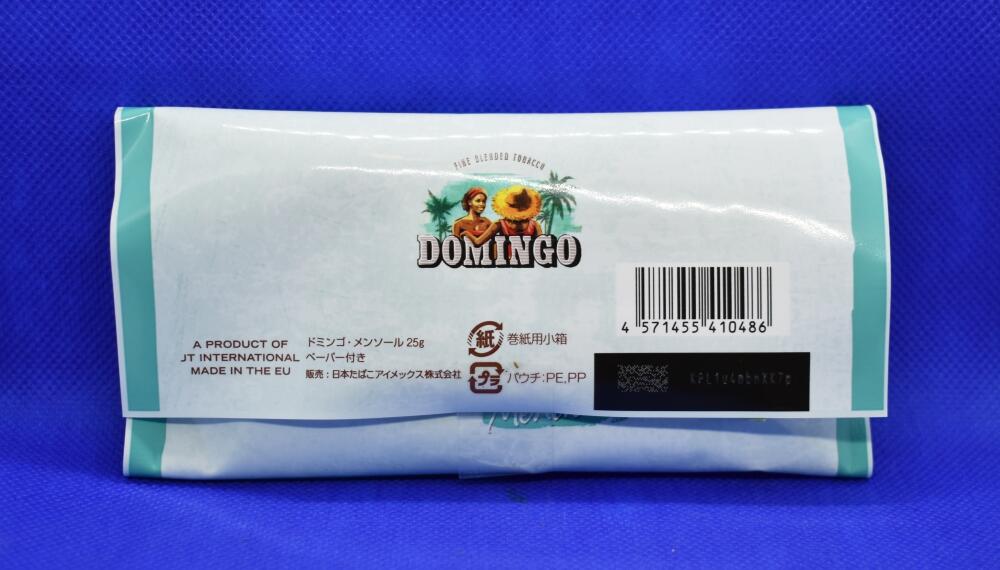 FINE BLENDED TOBACCO
DOMINGO
4 571455 410486
A PRODUCT OF
JT INTERNATIONAL
MADE IN THE EU
ドミンゴ・メンソール 25g
ペーパー付き
販売：日本たばこアイメックス株式会社
紙 巻紙用小箱
プラ パウチ:PE,PP